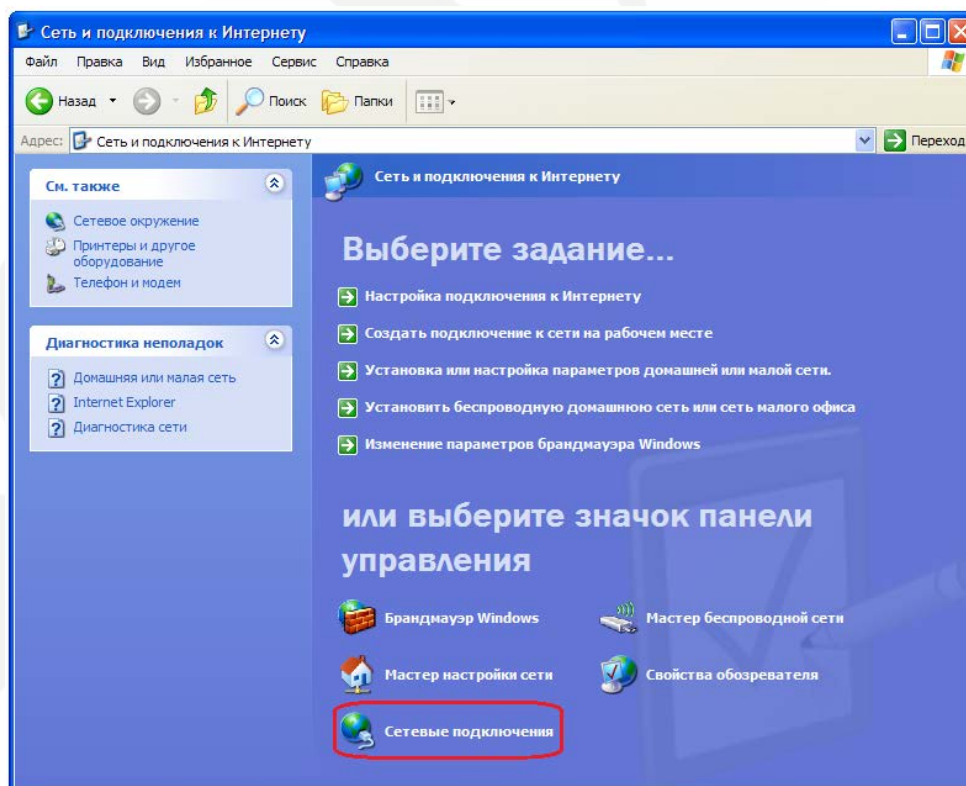 Сеть и подключения к Интернету
Файл Правка Вид Избранное Сервис Справка
Назад Поиск Папки
Адрес: Сеть и подключения к Интернету Переход
См. также
Сетевое окружение
Принтеры и другое
оборудование
Телефон и модем
Диагностика неполадок
Домашняя или малая сеть
Internet Explorer
Диагностика сети
Сеть и подключения к Интернету
Выберите задание...
Настройка подключения к Интернету
Создать подключение к сети на рабочем месте
Установка или настройка параметров домашней или малой сети.
Установить беспроводную домашнюю сеть или сеть малого офиса
Изменение параметров брандмауэра Windows
или выберите значок панели
управления
Брандмауэр Windows Мастер беспроводной сети
Мастер настройки сети Свойства обозревателя
Сетевые подключения